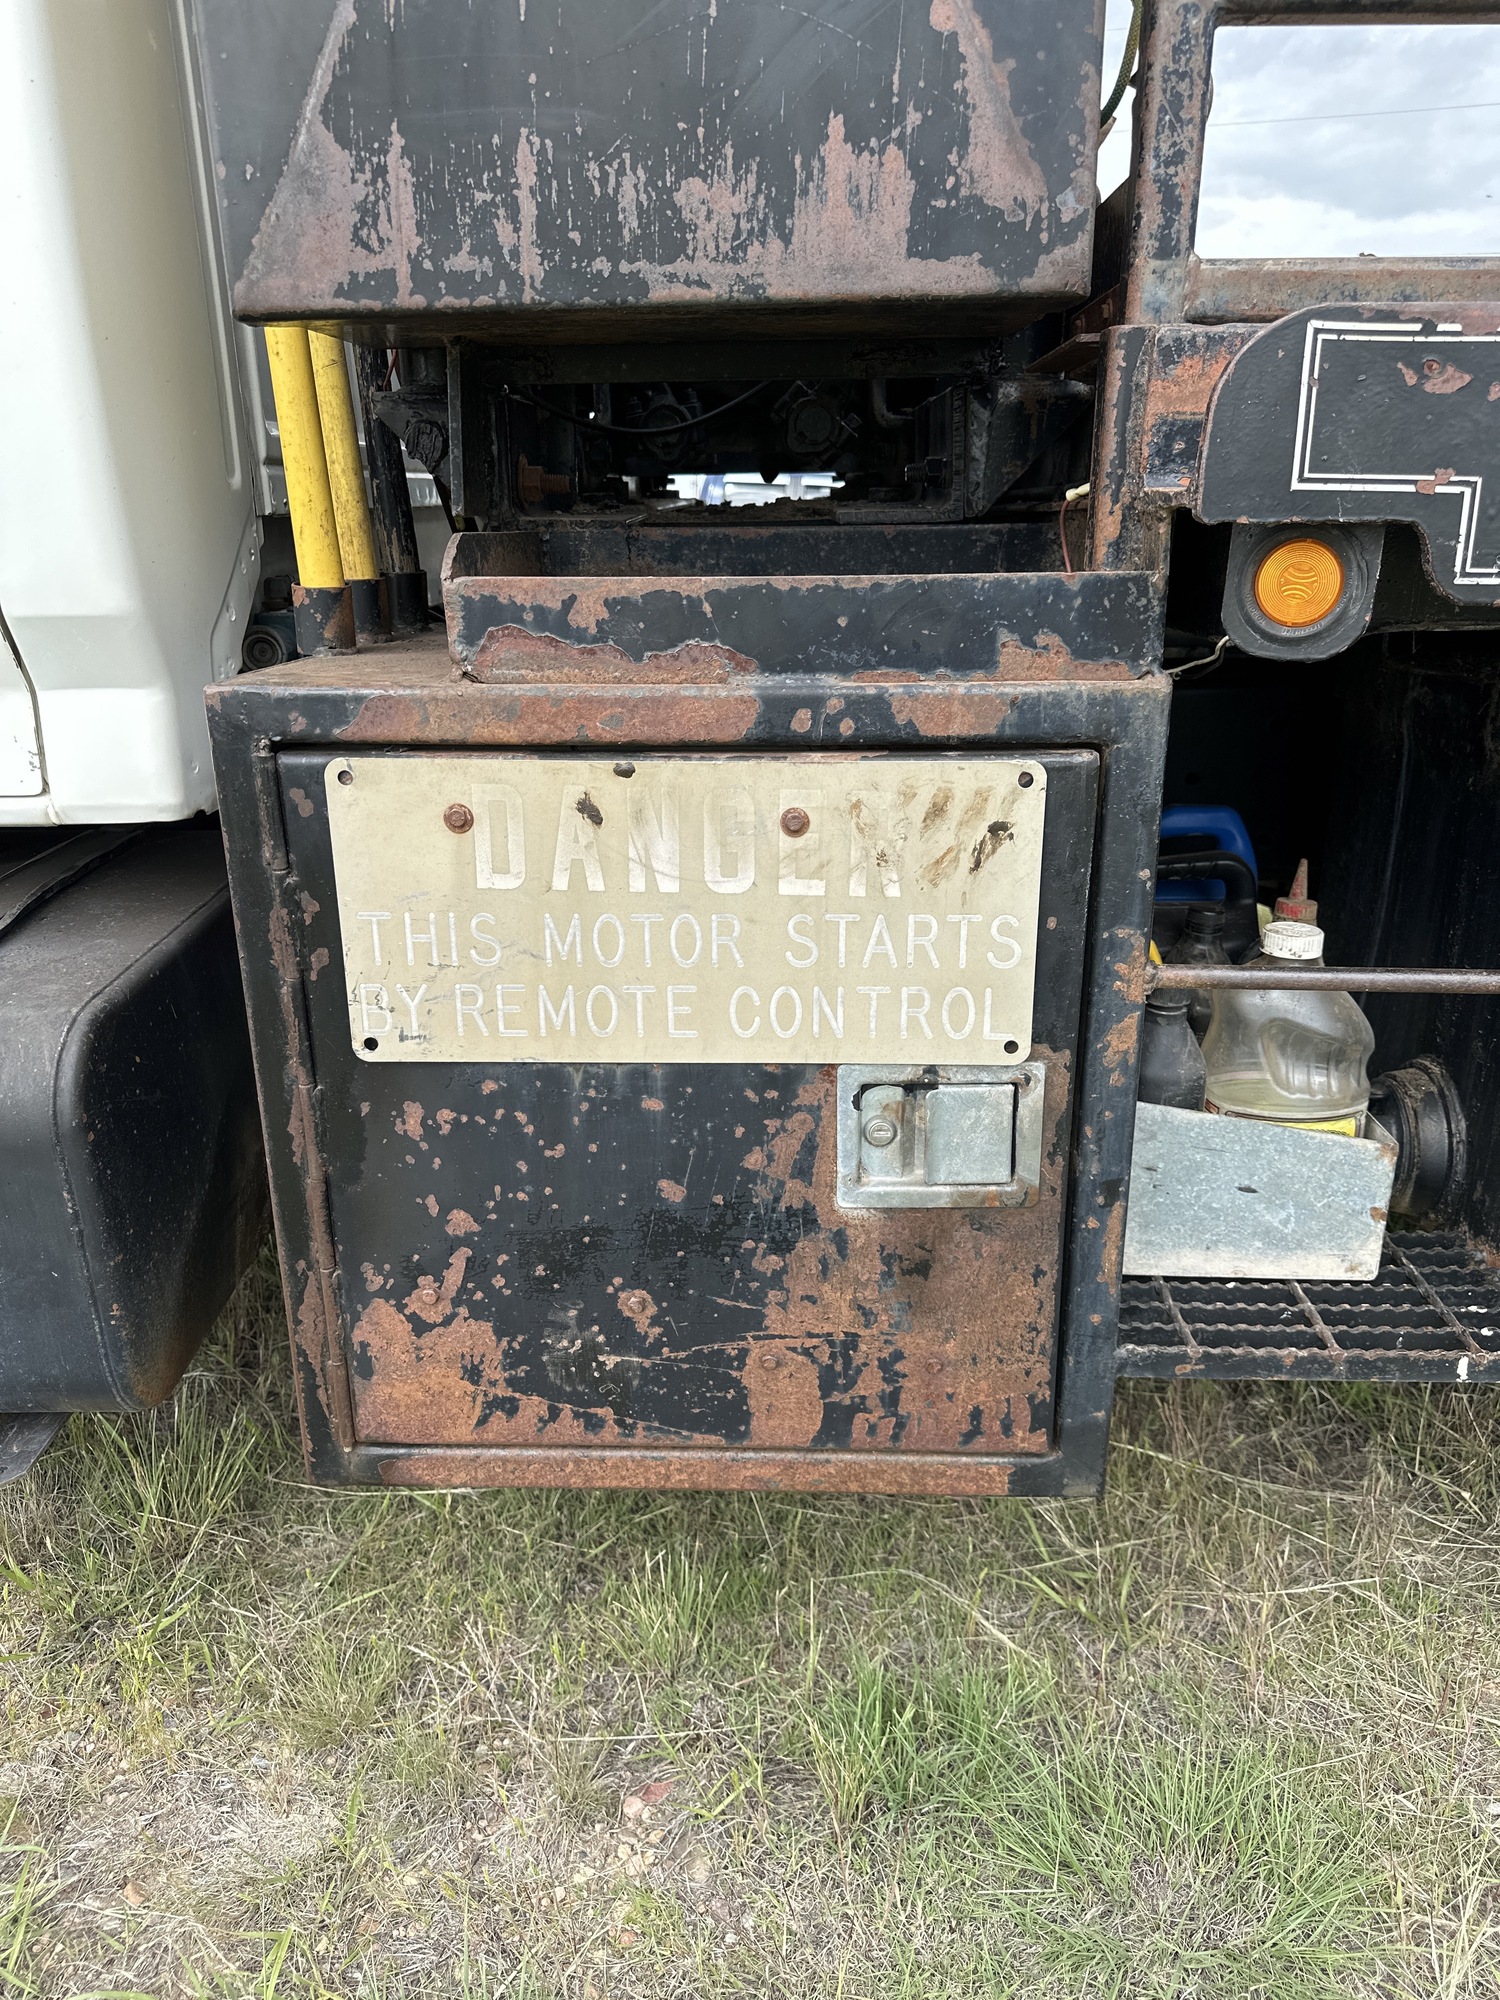 DANGER
THIS MOTOR STARTS
BY REMOTE CONTROL